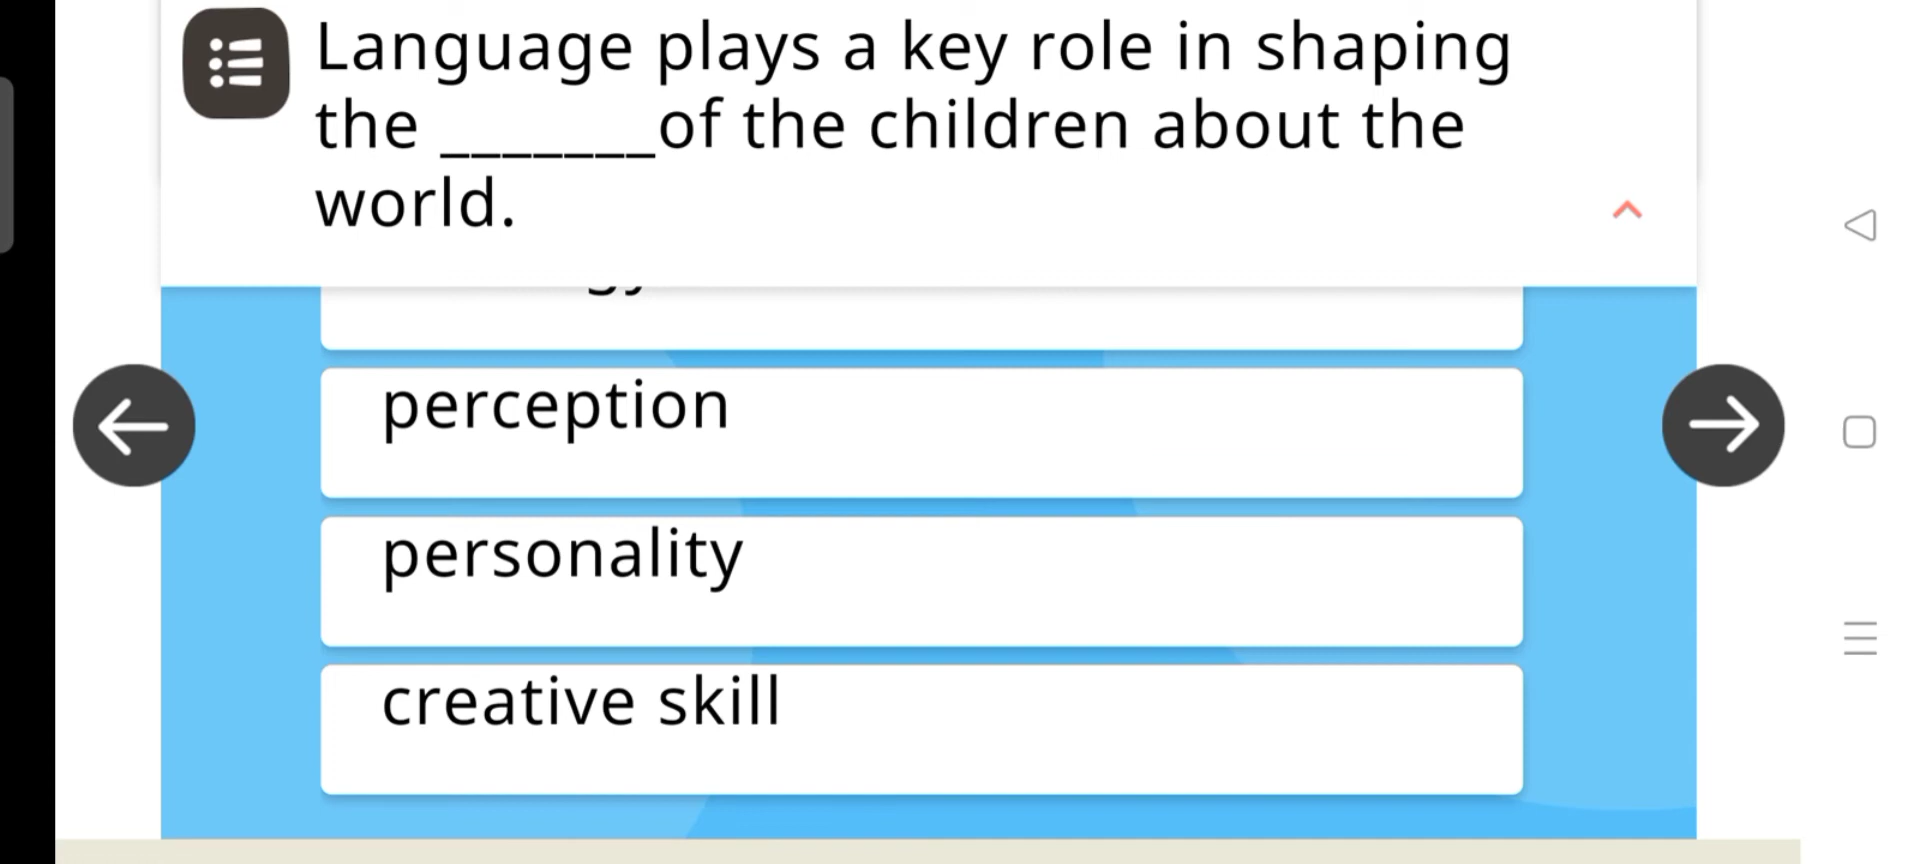 Language plays a key role in shaping
the _______of the children about the
world.
perception
personality
creative skill